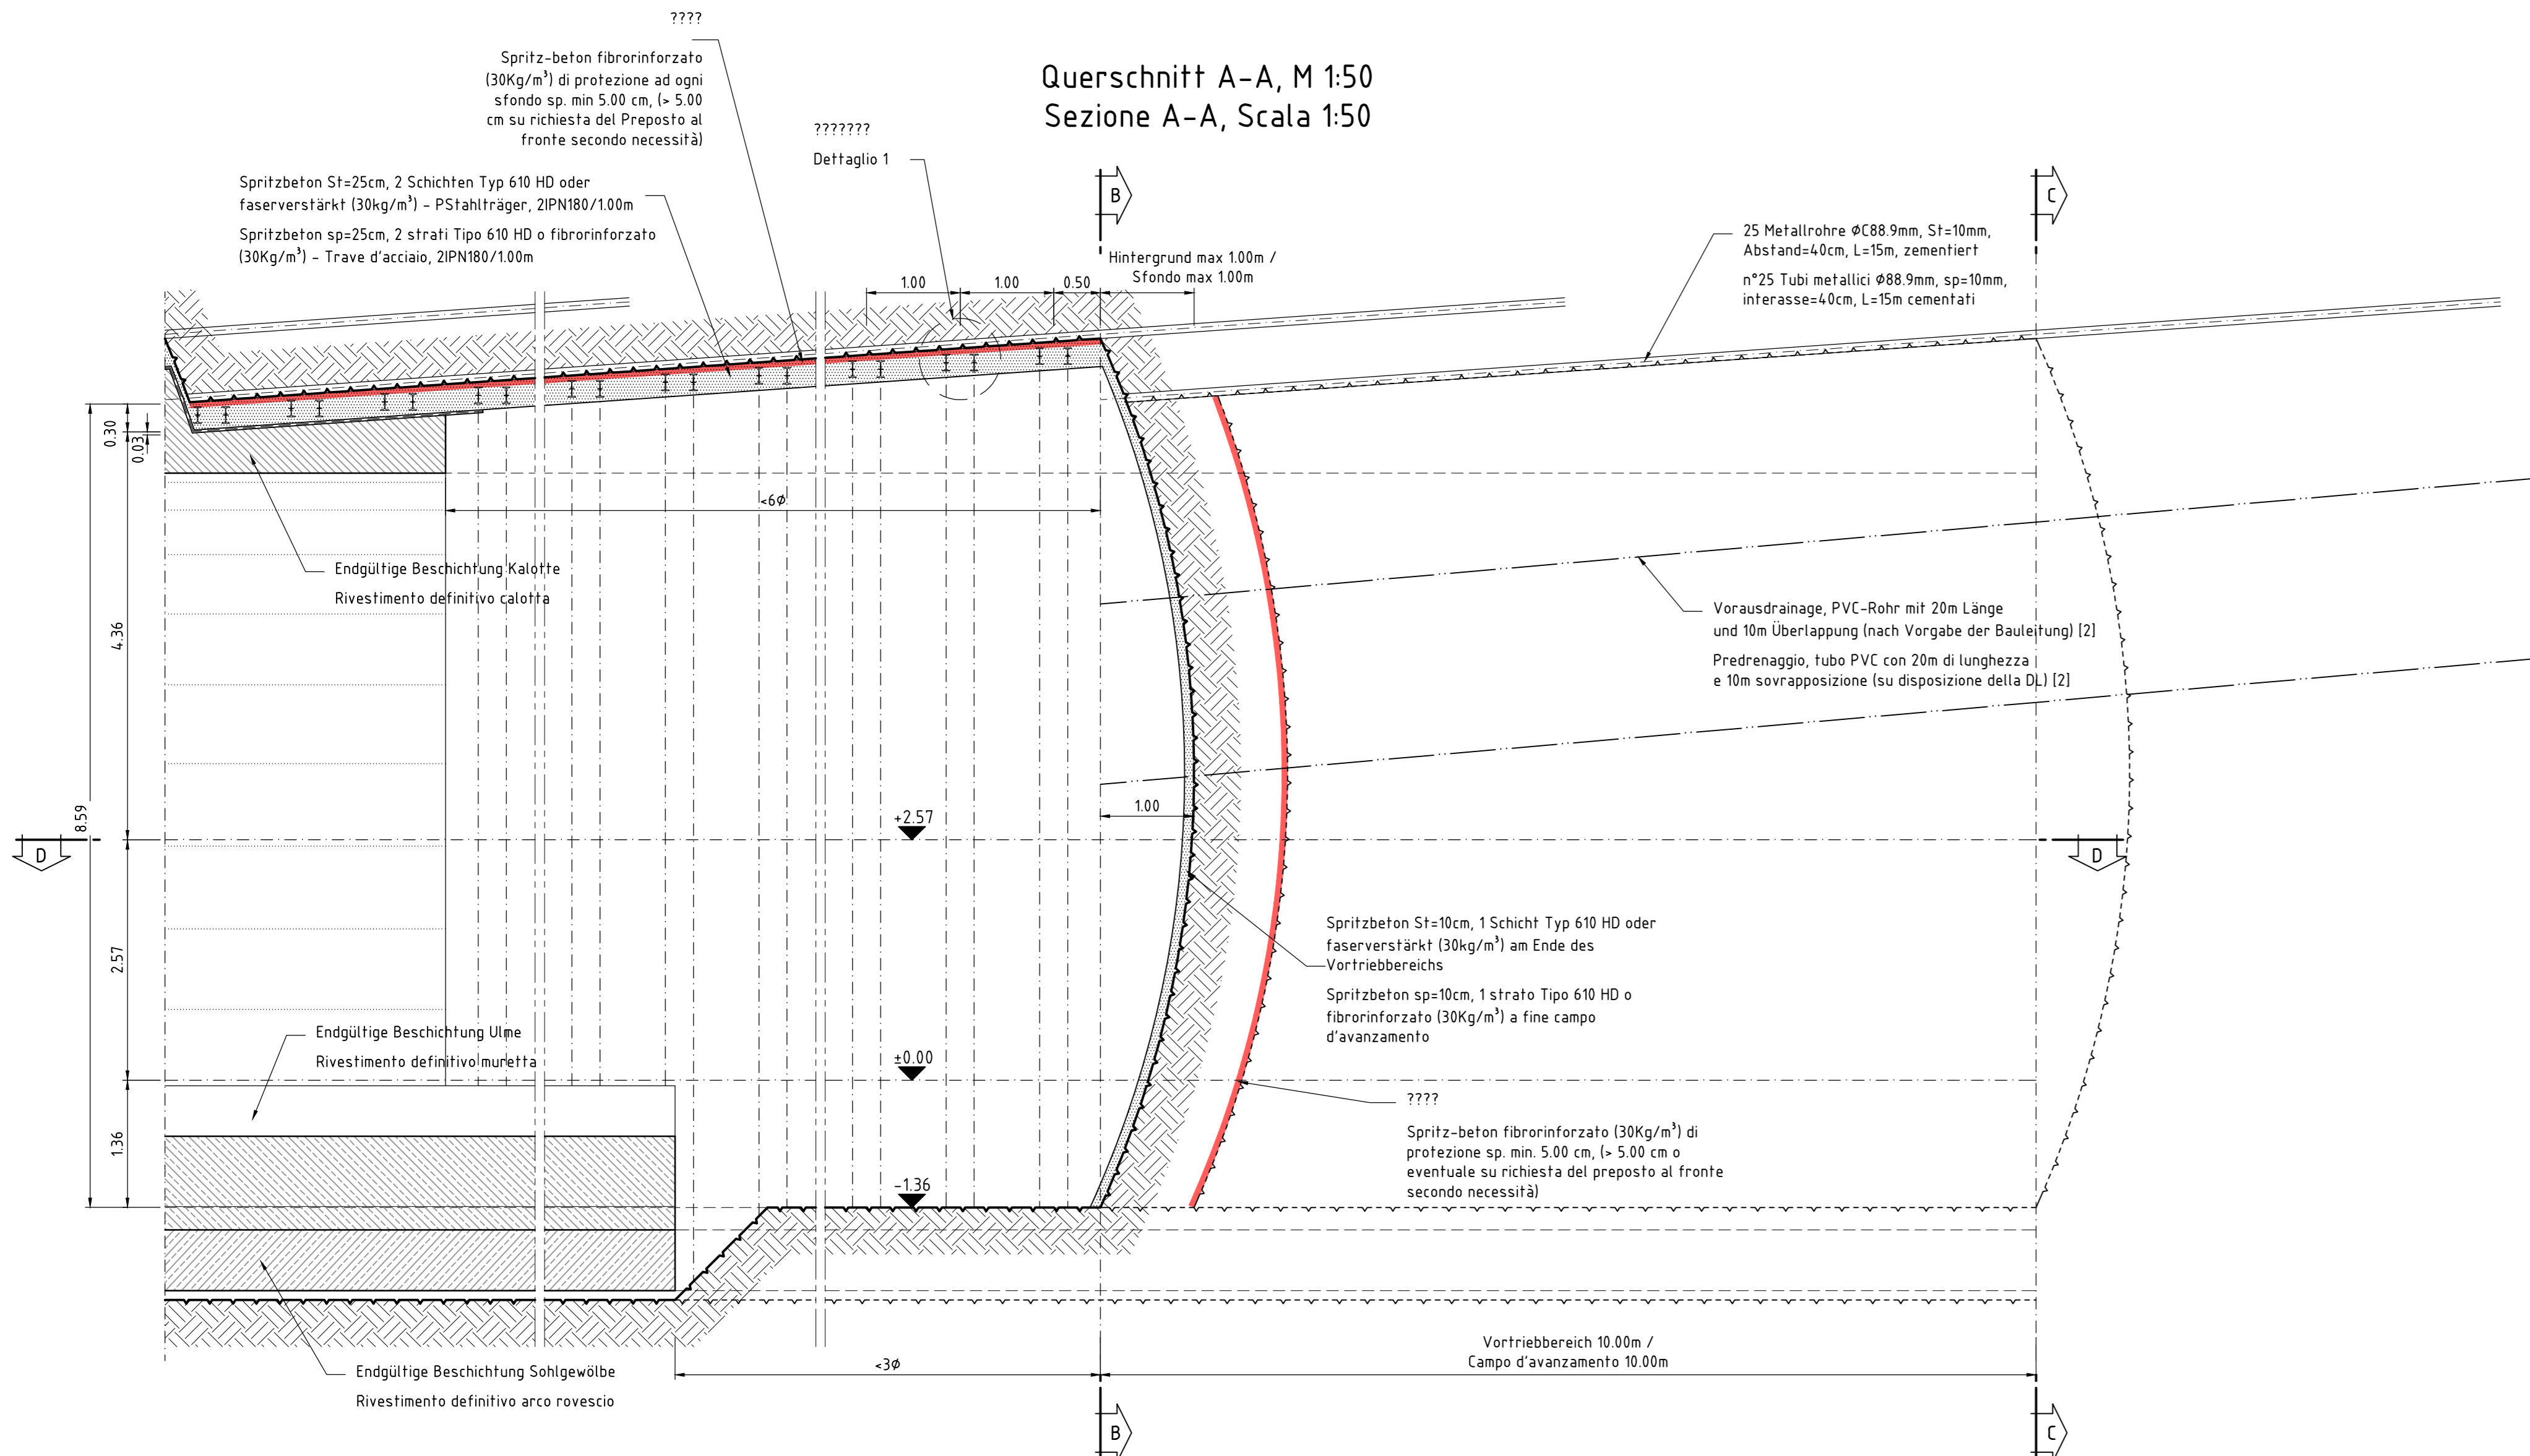 ????
Spritz-beton fibrorinforzato
(30Kg/m³) di protezione ad ogni
sfondo sp. min 5.00 cm, (> 5.00
cm su richiesta del Preposto al
fronte secondo necessità)
Querschnitt A-A, M 1:50
Sezione A-A, Scala 1:50
???????
Dettaglio 1
Spritzbeton St=25cm, 2 Schichten Typ 610 HD oder
faserverstärkt (30kg/m³) - PStahlträger, 2IPN180/1.00m
Spritzbeton sp=25cm, 2 strati Tipo 610 HD o fibrorinforzato
(30Kg/m³) - Trave d'acciaio, 2IPN180/1.00m
B
C
25 Metallrohre ØC88.9mm, St=10mm,
Abstand=40cm, L=15m, zementiert
n°25 Tubi metallici Ø88.9mm, sp=10mm,
interasse=40cm, L=15m cementati
Hintergrund max 1.00m /
Sfondo max 1.00m
1.00
1.00
0.50
0.30
0.03
<6Ø
Endgültige Beschichtung Kalotte
Rivestimento definitivo calotta
4.36
Vorausdrainage, PVC-Rohr mit 20m Länge
und 10m Überlappung (nach Vorgabe der Bauleitung) [2]
Predrenaggio, tubo PVC con 20m di lunghezza
e 10m sovrapposizione (su disposizione della DL) [2]
8.59
+2.57
1.00
D
D
2.57
Spritzbeton St=10cm, 1 Schicht Typ 610 HD oder
faserverstärkt (30kg/m³) am Ende des
Vortriebbereichs
Spritzbeton sp=10cm, 1 strato Tipo 610 HD o
fibrorinforzato (30Kg/m³) a fine campo
d'avanzamento
Endgültige Beschichtung Ulme
Rivestimento definitivo muretta
±0.00
1.36
????
Spritz-beton fibrorinforzato (30Kg/m³) di
protezione sp. min. 5.00 cm, (> 5.00 cm o
eventuale su richiesta del preposto al fronte
secondo necessità)
-1.36
Vortriebbereich 10.00m /
Campo d'avanzamento 10.00m
<3Ø
Endgültige Beschichtung Sohlgewölbe
Rivestimento definitivo arco rovescio
B
C